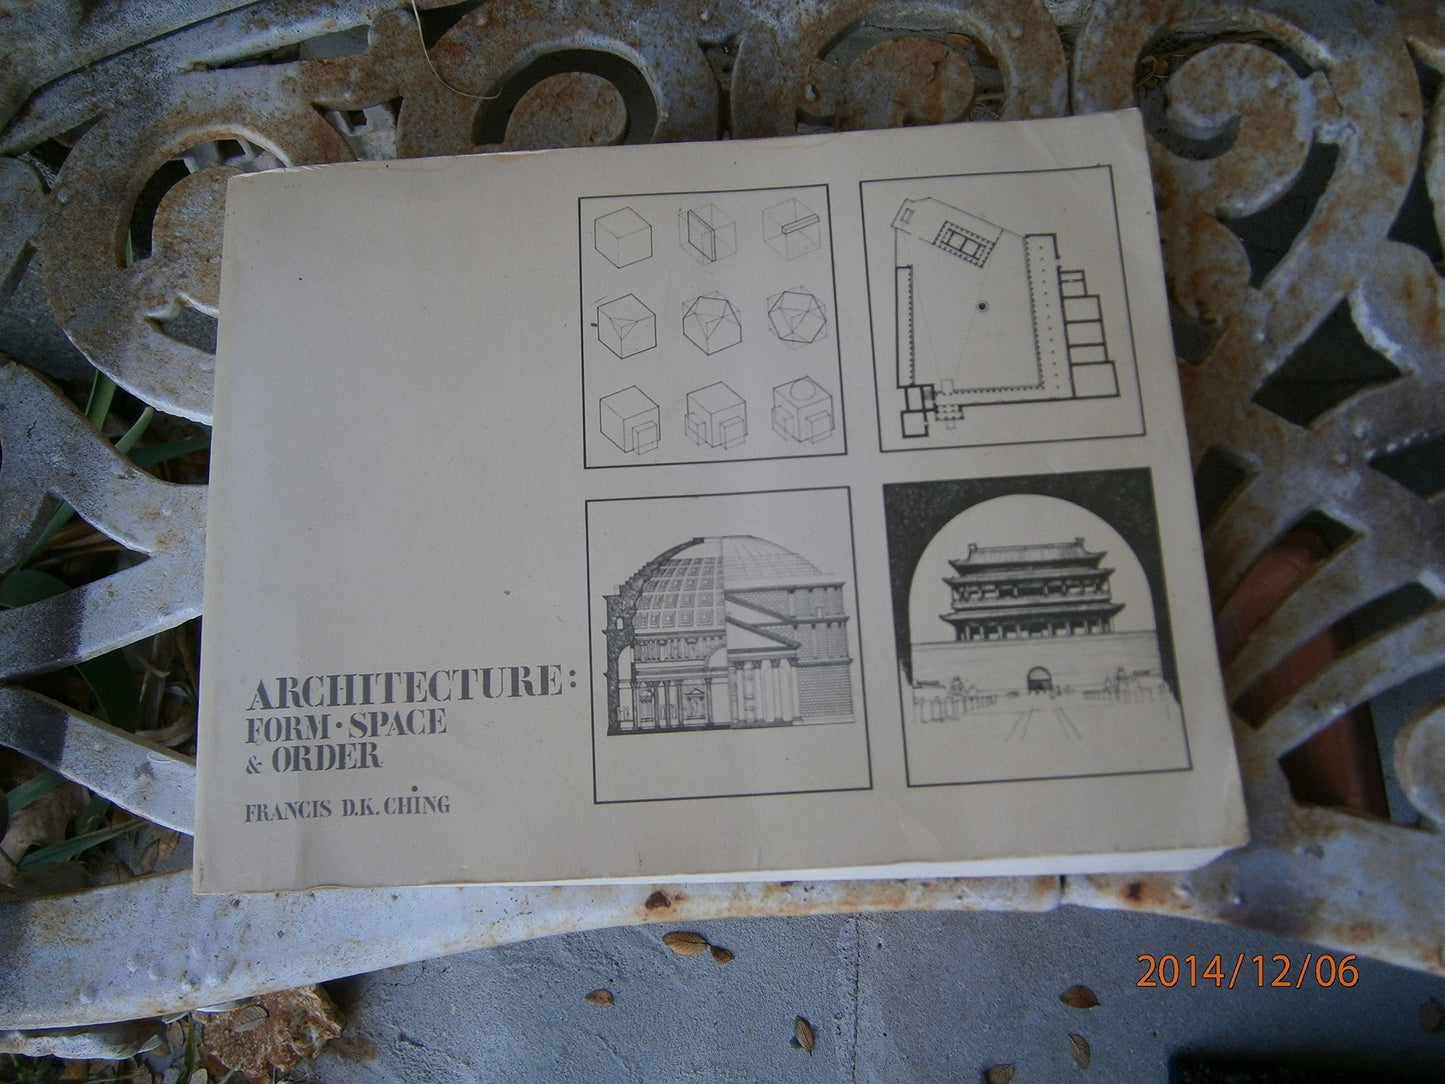 ARCHITECTURE:
FORM · SPACE
& ORDER
FRANCIS D.K. CHING
2014/12/06